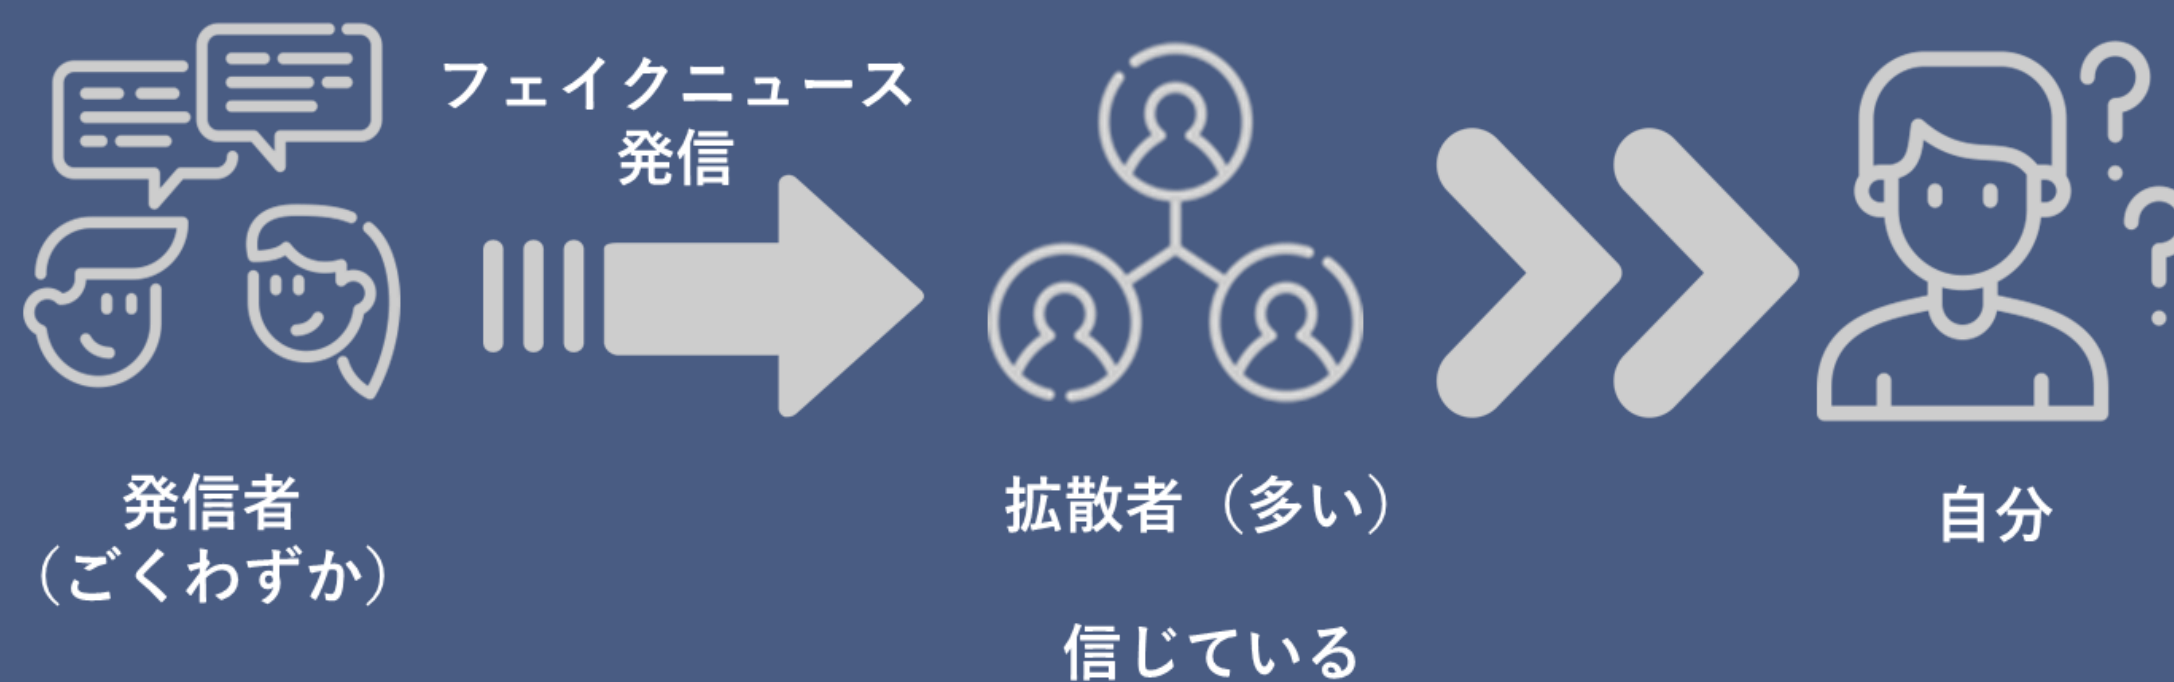 フェイクニュース
発信
発信者
（ごくわずか）
拡散者（多い）
信じている
自分